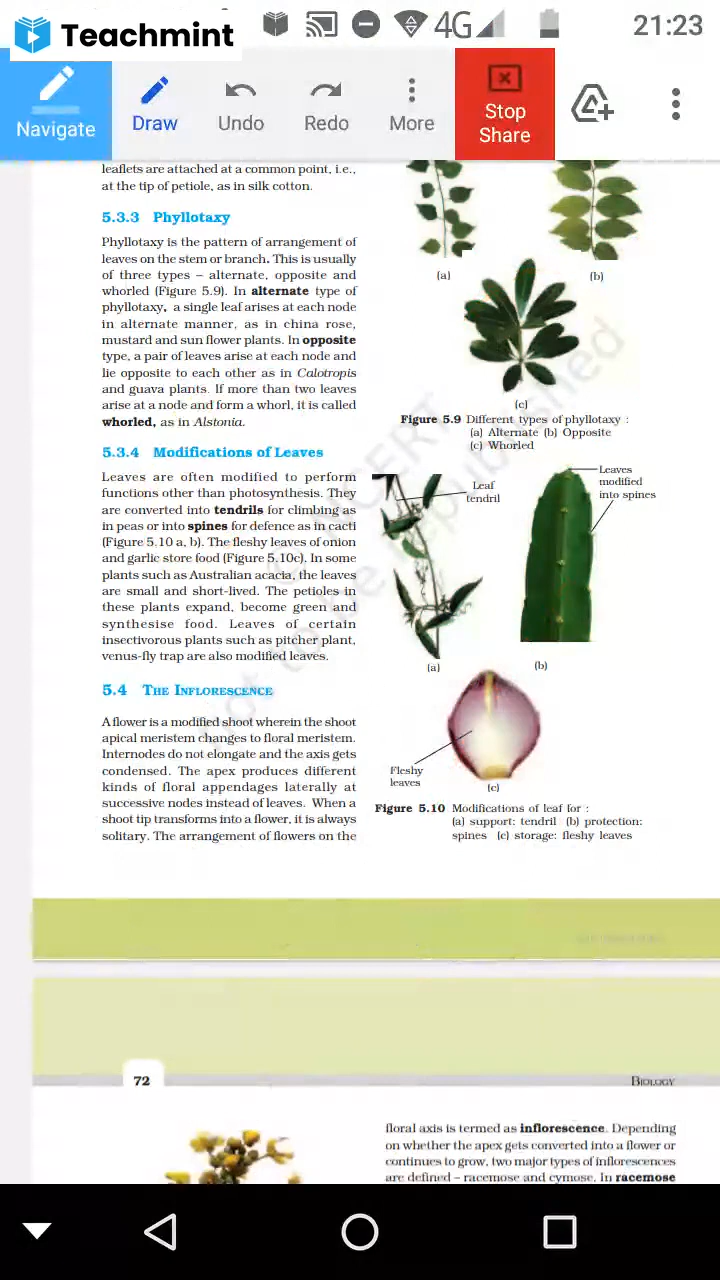 Teachmint
4G
21:23
Navigate
Draw
Undo
Redo
More
Stop
Share
leaflets are attached at a common point, i.e.,
at the tip of petiole, as in silk cotton.
5.3.3 Phyllotaxy
Phyllotaxy is the pattern of arrangement of
leaves on the stem or branch. This is usually
of three types – alternate, opposite and
whorled (Figure 5.9). In alternate type of
phyllotaxy, a single leaf arises at each node
in alternate manner, as in china rose,
mustard and sun flower plants. In opposite
type, a pair of leaves arise at each node and
lie opposite to each other as in Calotropis
and guava plants. If more than two leaves
arise at a node and form a whorl, it is called
whorled, as in Alstonia.
5.3.4 Modifications of Leaves
Leaves are often modified to perform
functions other than photosynthesis. They
are converted into tendrils for climbing as
in peas or into spines for defence as in cacti
(Figure 5.10 a, b). The fleshy leaves of onion
and garlic store food (Figure 5.10c). In some
plants such as Australian acacia, the leaves
are small and short-lived. The petioles in
these plants expand, become green and
synthesise food. Leaves of certain
insectivorous plants such as pitcher plant,
venus-fly trap are also modified leaves.
5.4 The Inflorescence
A flower is a modified shoot wherein the shoot
apical meristem changes to floral meristem.
Internodes do not elongate and the axis gets
condensed. The apex produces different
kinds of floral appendages laterally at
successive nodes instead of leaves. When a
shoot tip transforms into a flower, it is always
solitary. The arrangement of flowers on the
(a)
(b)
(c)
Figure 5.9 Different types of phyllotaxy :
(a) Alternate (b) Opposite
(c) Whorled
Leaf
tendril
Leaves
modified
into spines
(a)
(b)
Fleshy
leaves
(c)
Figure 5.10 Modifications of leaf for :
(a) support: tendril (b) protection:
spines (c) storage: fleshy leaves
© NCERT
not to be republished
72
Biology
floral axis is termed as inflorescence. Depending
on whether the apex gets converted into a flower or
continues to grow, two major types of inflorescences
are defined – racemose and cymose. In racemose